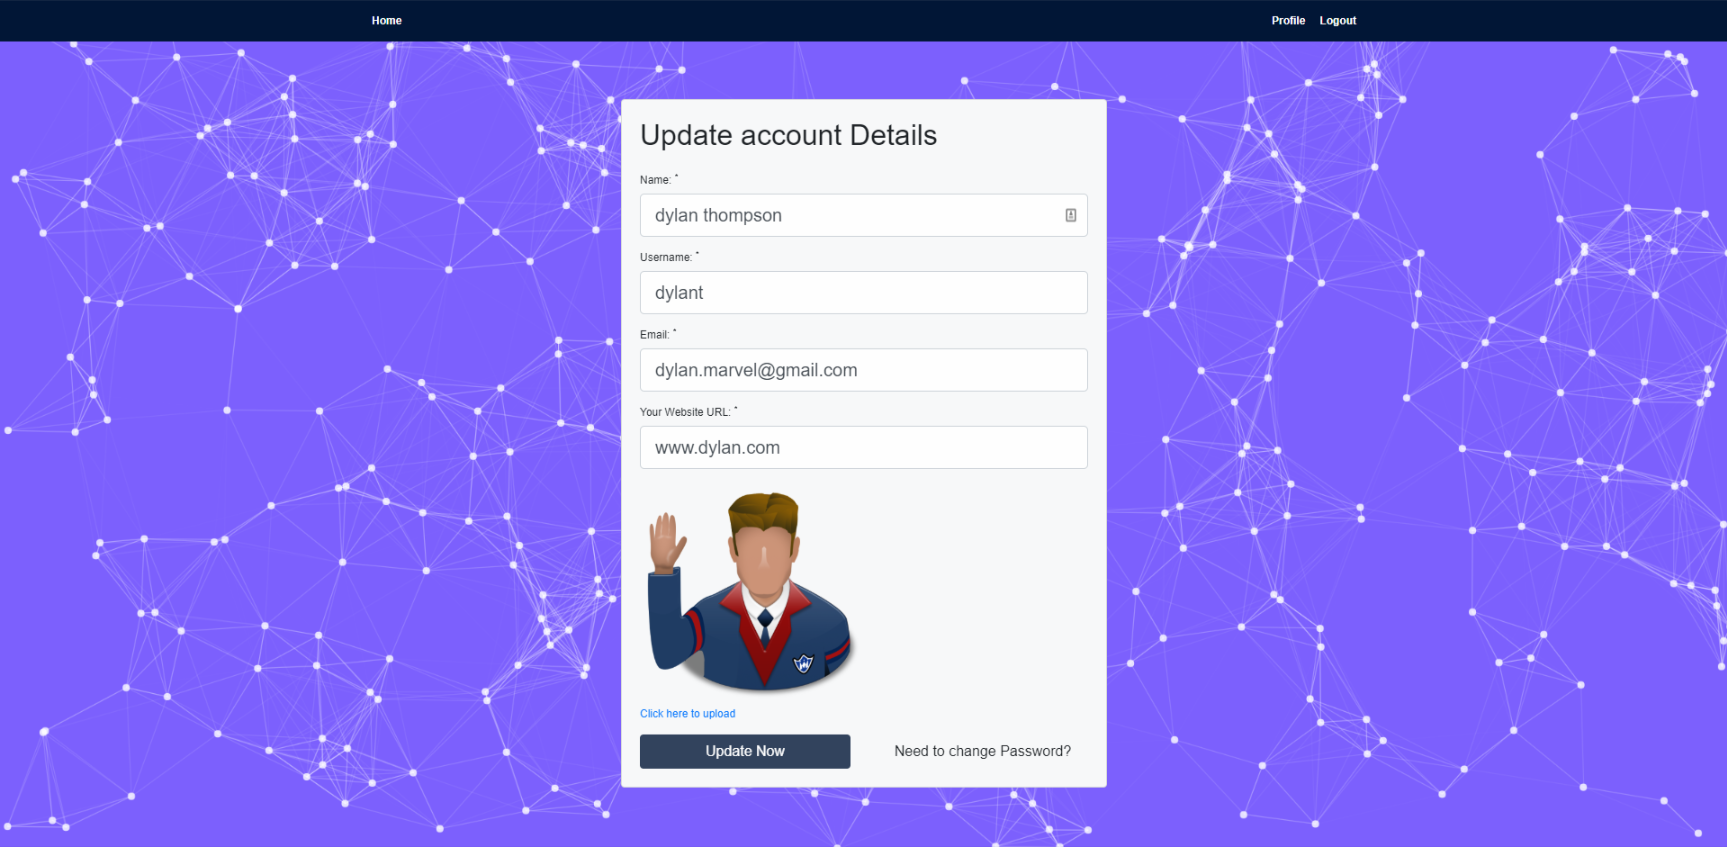 Home Profile Logout
Update account Details
Name: *
dylan thompson
Username: *
dylant
Email: *
dylan.marvel@gmail.com
Your Website URL: *
www.dylan.com
Click here to upload
Update Now Need to change Password?